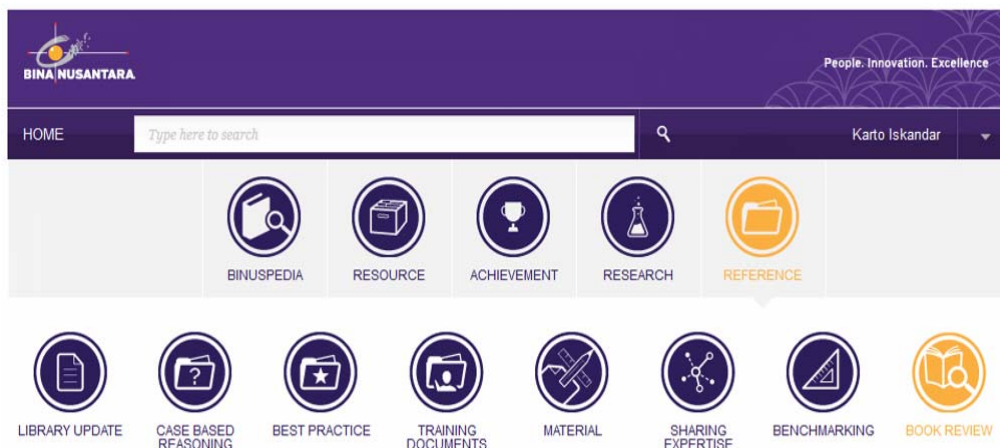 BINA NUSANTARA
People. Innovation. Excellence
HOME
Type here to search
Karto Iskandar
BINUSPEDIA
RESOURCE
ACHIEVEMENT
RESEARCH
REFERENCE
LIBRARY UPDATE
CASE BASED
REASONING
BEST PRACTICE
TRAINING
DOCUMENTS
MATERIAL
SHARING
EXPERTISE
BENCHMARKING
BOOK REVIEW